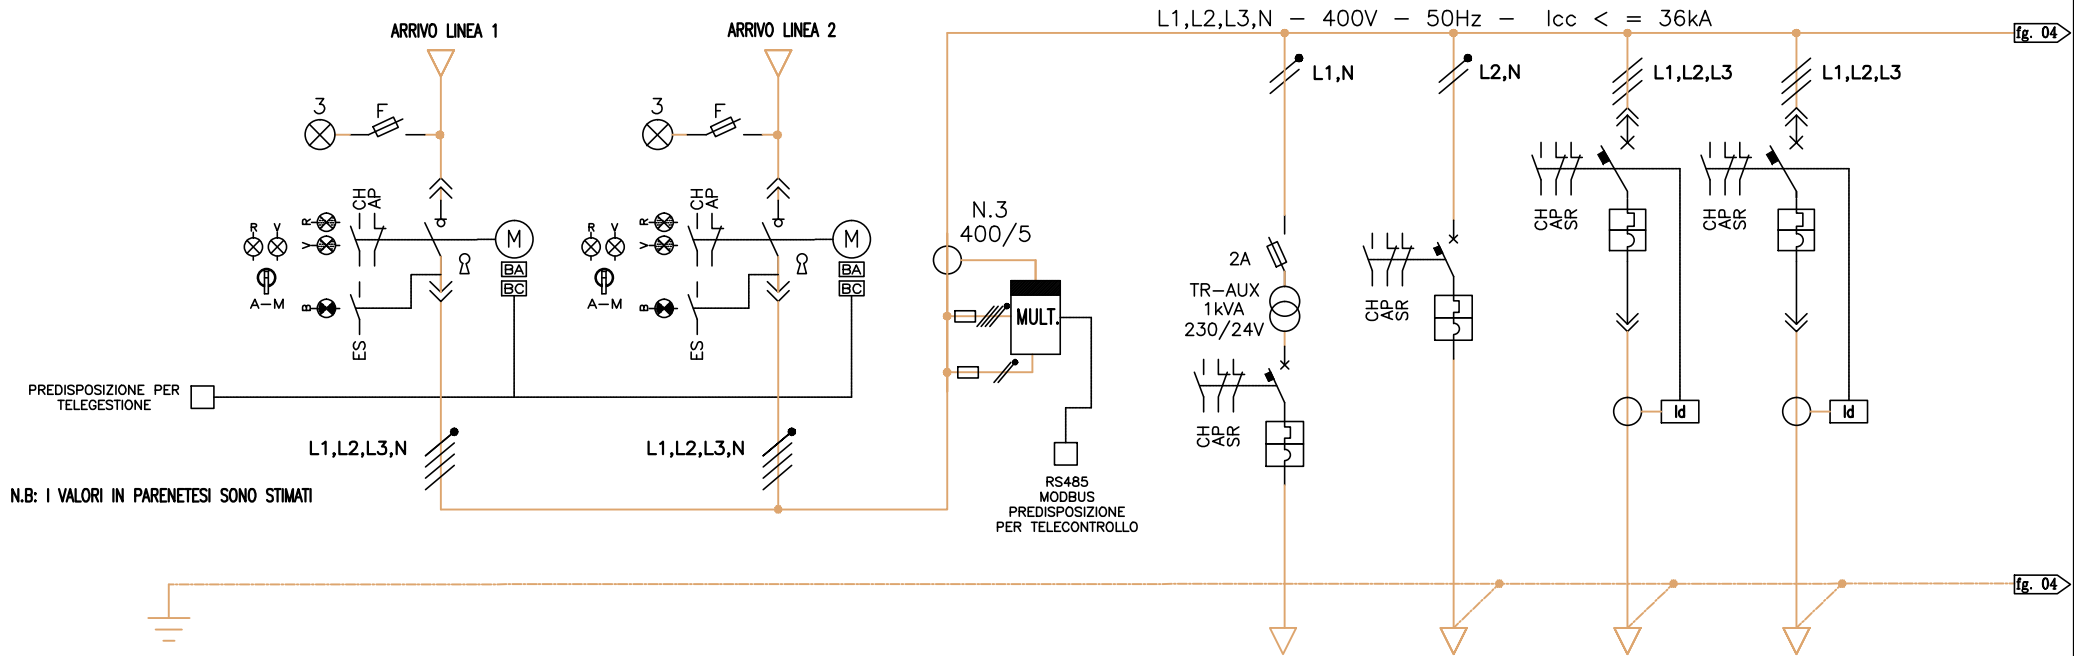 ARRIVO LINEA 1
ARRIVO LINEA 2
L1,L2,L3,N – 400V – 50Hz – Icc < = 36kA
fg. 04
L1,N
L2,N
L1,L2,L3
L1,L2,L3
3
F
3
F
CH
AP
R
V
R
V
M
BA
BC
A–M
B
ES
CH
AP
R
V
R
V
M
BA
BC
A–M
B
ES
N.3
400/5
MULT.
2A
TR–AUX
1kVA
230/24V
CH
AP
SR
CH
AP
SR
CH
AP
SR
CH
AP
SR
Id
Id
PREDISPOSIZIONE PER
TELEGESTIONE
L1,L2,L3,N
L1,L2,L3,N
N.B: I VALORI IN PARENETESI SONO STIMATI
RS485
MODBUS
PREDISPOSIZIONE
PER TELECONTROLLO
fg. 04